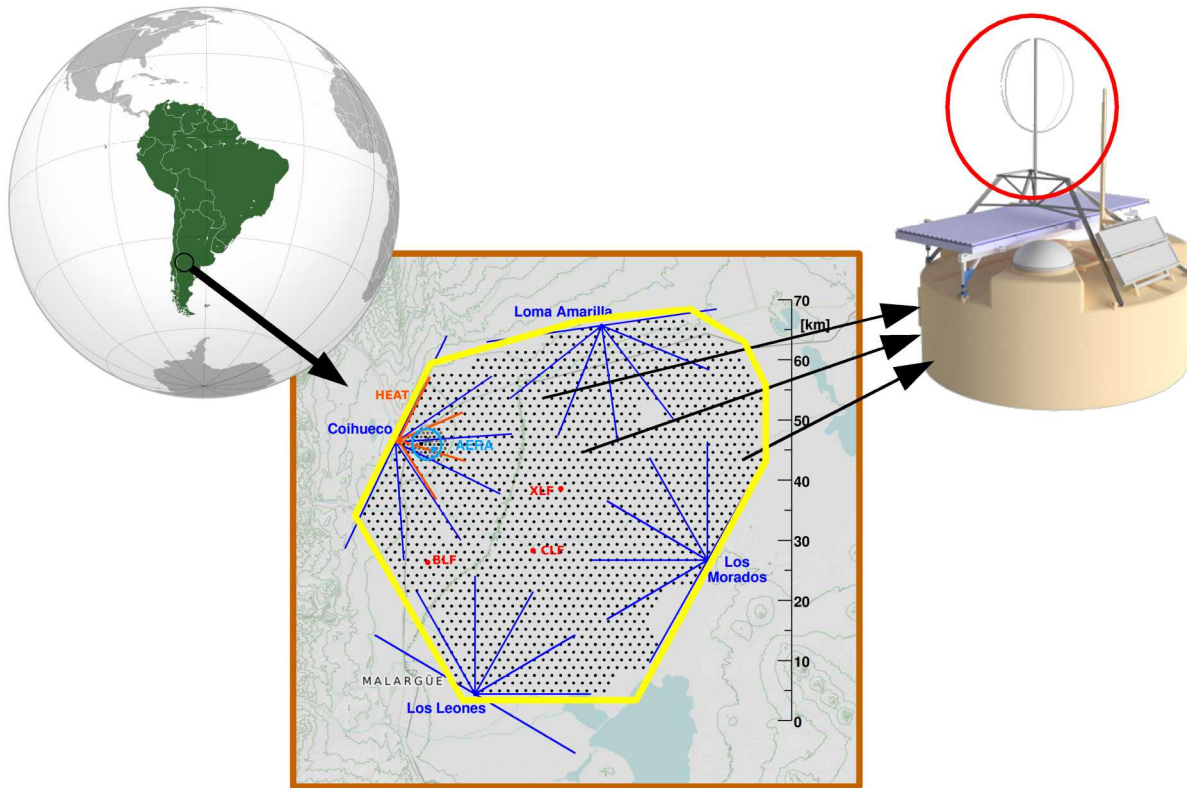 Loma Amarilla
70
[km]
60
HEAT
50
Coihueco
AERA
40
XLF
30
CLF
BLF
Los
Morados
20
10
MALARGÜE
Los Leones
0